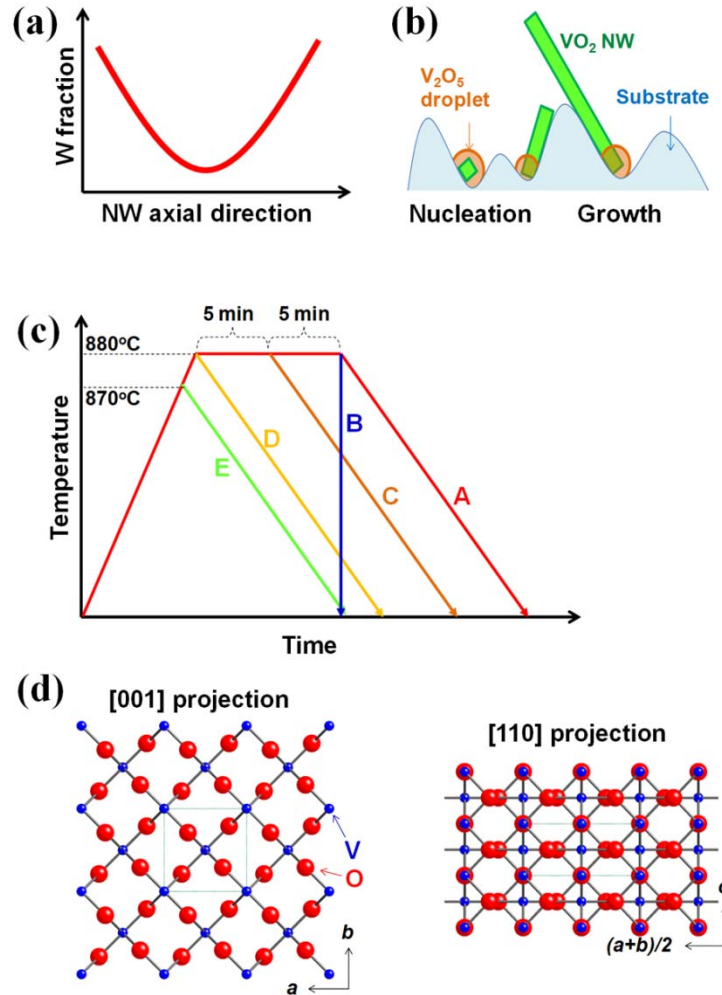 (a)
W fraction
NW axial direction
(b)
VO₂ NW
V₂O₅
droplet
Substrate
Nucleation
Growth
(c)
5 min
5 min
880°C
870°C
Temperature
B
D
E
C
A
Time
(d)
[001] projection
[110] projection
V
O
b
a
(a+b)/2